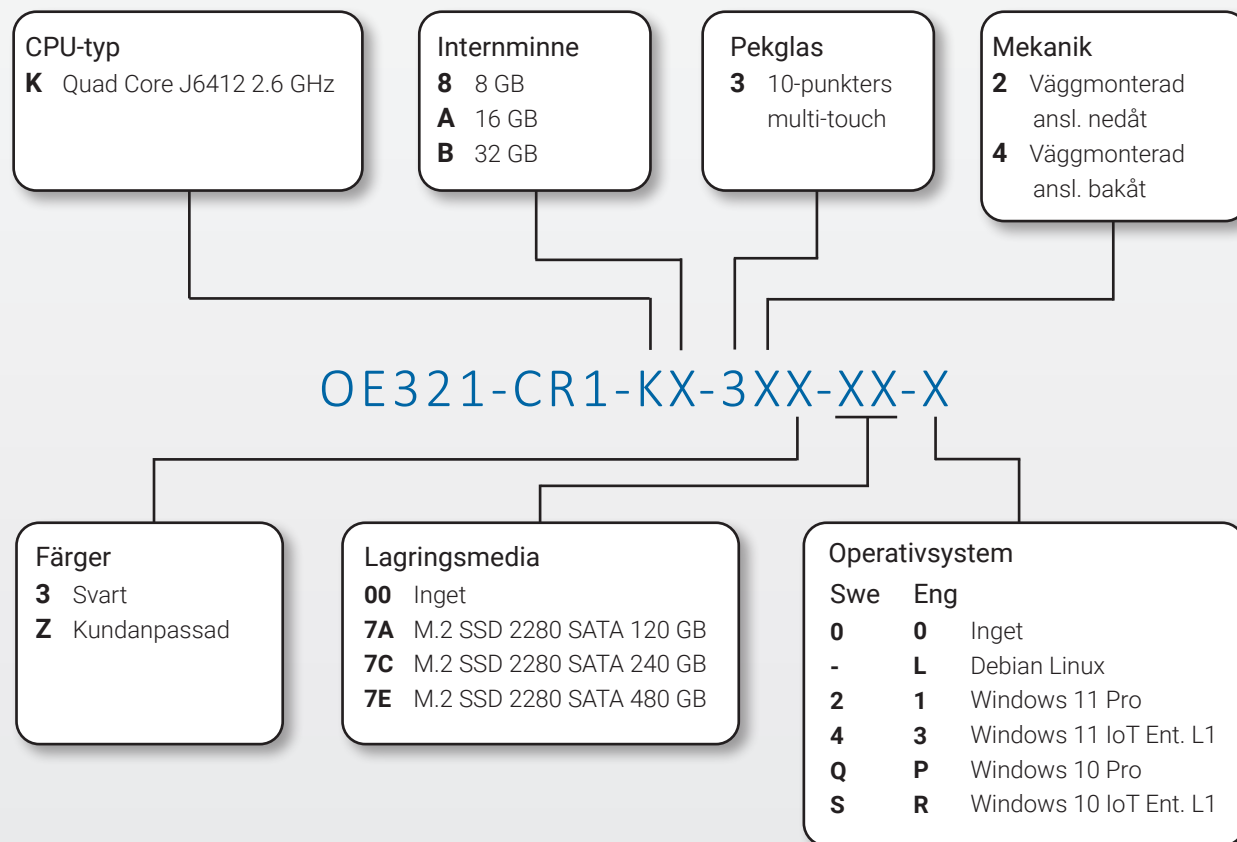 CPU-typ
K Quad Core J6412 2.6 GHz
Internminne
8 8 GB
A 16 GB
B 32 GB
Pekglas
3 10-punkters
multi-touch
Mekanik
2 Väggmonterad
ansl. nedåt
4 Väggmonterad
ansl. bakåt
OE321-CR1-KX-3XX-XX-X
Färger
3 Svart
Z Kundanpassad
Lagringsmedia
00 Inget
7A M.2 SSD 2280 SATA 120 GB
7C M.2 SSD 2280 SATA 240 GB
7E M.2 SSD 2280 SATA 480 GB
Operativsystem
Swe Eng
0 0 Inget
- L Debian Linux
2 1 Windows 11 Pro
4 3 Windows 11 IoT Ent. L1
Q P Windows 10 Pro
S R Windows 10 IoT Ent. L1